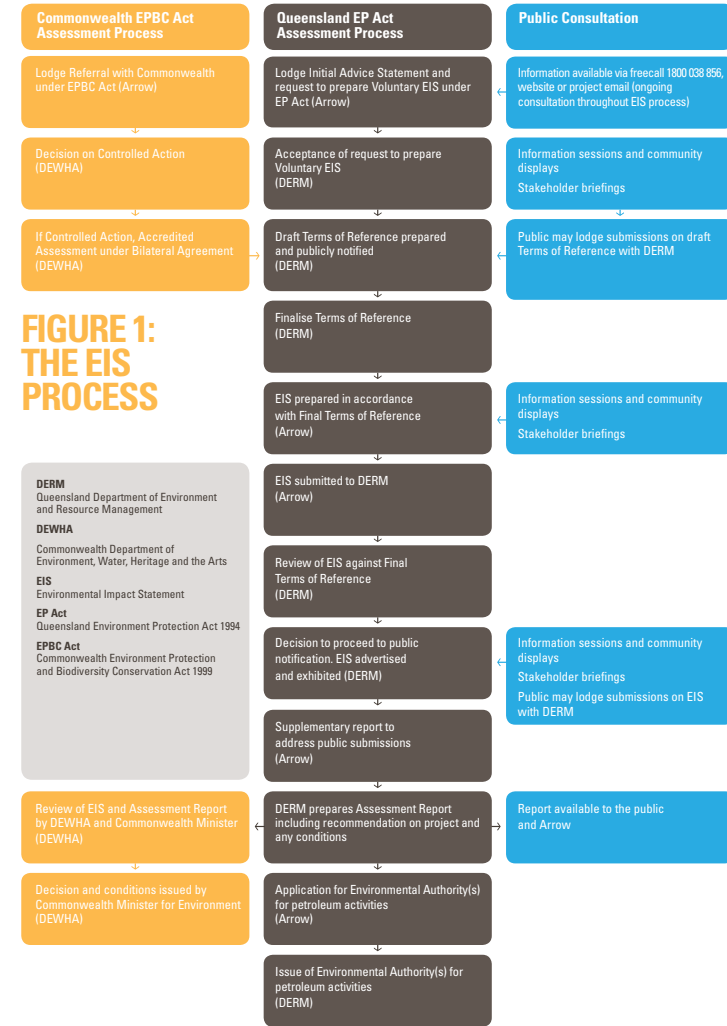 Commonwealth EPBC Act
Assessment Process
Queensland EP Act
Assessment Process
Public Consultation
Lodge Referral with Commonwealth
under EPBC Act (Arrow)
Lodge Initial Advice Statement and
request to prepare Voluntary EIS under
EP Act (Arrow)
Information available via freecall 1800 038 856,
website or project email (ongoing
consultation throughout EIS process)
Decision on Controlled Action
(DEWHA)
Acceptance of request to prepare
Voluntary EIS
(DERM)
Information sessions and community
displays
Stakeholder briefings
If Controlled Action, Accredited
Assessment under Bilateral Agreement
(DEWHA)
Draft Terms of Reference prepared
and publicly notified
(DERM)
Public may lodge submissions on draft
Terms of Reference with DERM
FIGURE 1:
THE EIS
PROCESS
Finalise Terms of Reference
(DERM)
EIS prepared in accordance
with Final Terms of Reference
(Arrow)
Information sessions and community
displays
Stakeholder briefings
DERM
Queensland Department of Environment
and Resource Management
DEWHA
Commonwealth Department of
Environment, Water, Heritage and the Arts
EIS
Environmental Impact Statement
EP Act
Queensland Environment Protection Act 1994
EPBC Act
Commonwealth Environment Protection
and Biodiversity Conservation Act 1999
EIS submitted to DERM
(Arrow)
Review of EIS against Final
Terms of Reference
(DERM)
Decision to proceed to public
notification. EIS advertised
and exhibited (DERM)
Information sessions and community
displays
Stakeholder briefings
Public may lodge submissions on EIS
with DERM
Supplementary report to
address public submissions
(Arrow)
Review of EIS and Assessment Report
by DEWHA and Commonwealth Minister
(DEWHA)
DERM prepares Assessment Report
including recommendation on project and
any conditions
Report available to the public
and Arrow
Decision and conditions issued by
Commonwealth Minister for Environment
(DEWHA)
Application for Environmental Authority(s)
for petroleum activities
(Arrow)
Issue of Environmental Authority(s) for
petroleum activities
(DERM)